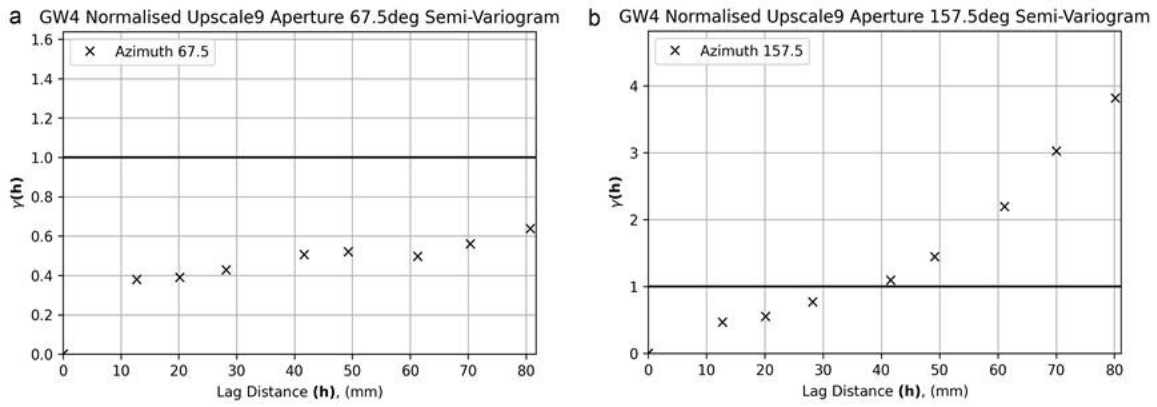 a
GW4 Normalised Upscale9 Aperture 67.5deg Semi-Variogram
Azimuth 67.5
1.6
1.4
1.2
1.0
0.8
0.6
0.4
0.2
0.0
γ(h)
0 10 20 30 40 50 60 70 80
Lag Distance (h), (mm)
b
GW4 Normalised Upscale9 Aperture 157.5deg Semi-Variogram
Azimuth 157.5
4
3
2
1
0
γ(h)
0 10 20 30 40 50 60 70 80
Lag Distance (h), (mm)